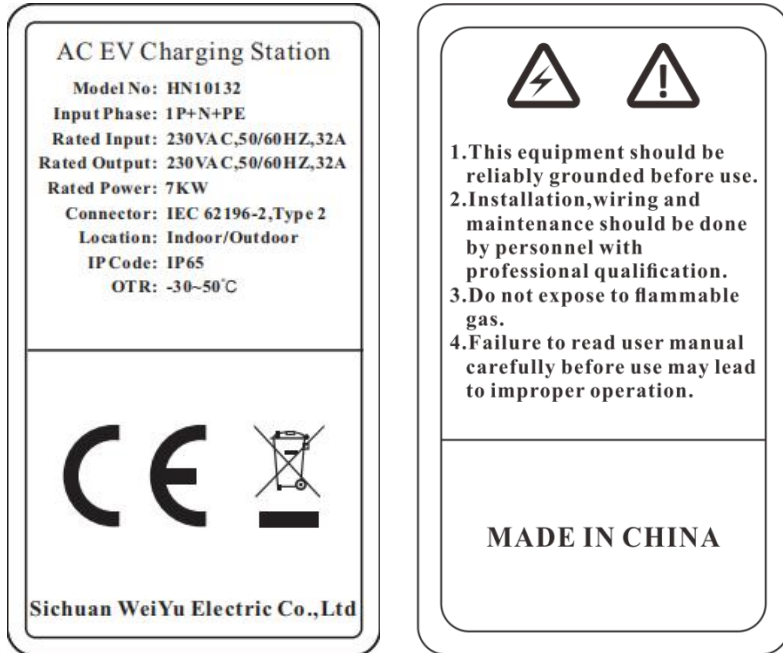 AC EV Charging Station
Model No: HN10132
Input Phase: 1P+N+PE
Rated Input: 230VAC,50/60HZ,32A
Rated Output: 230VAC,50/60HZ,32A
Rated Power: 7KW
Connector: IEC 62196-2,Type 2
Location: Indoor/Outdoor
IP Code: IP65
OTR: -30~50℃
CE
Sichuan WeiYu Electric Co.,Ltd
1.This equipment should be
reliably grounded before use.
2.Installation,wiring and
maintenance should be done
by personnel with
professional qualification.
3.Do not expose to flammable
gas.
4.Failure to read user manual
carefully before use may lead
to improper operation.
MADE IN CHINA